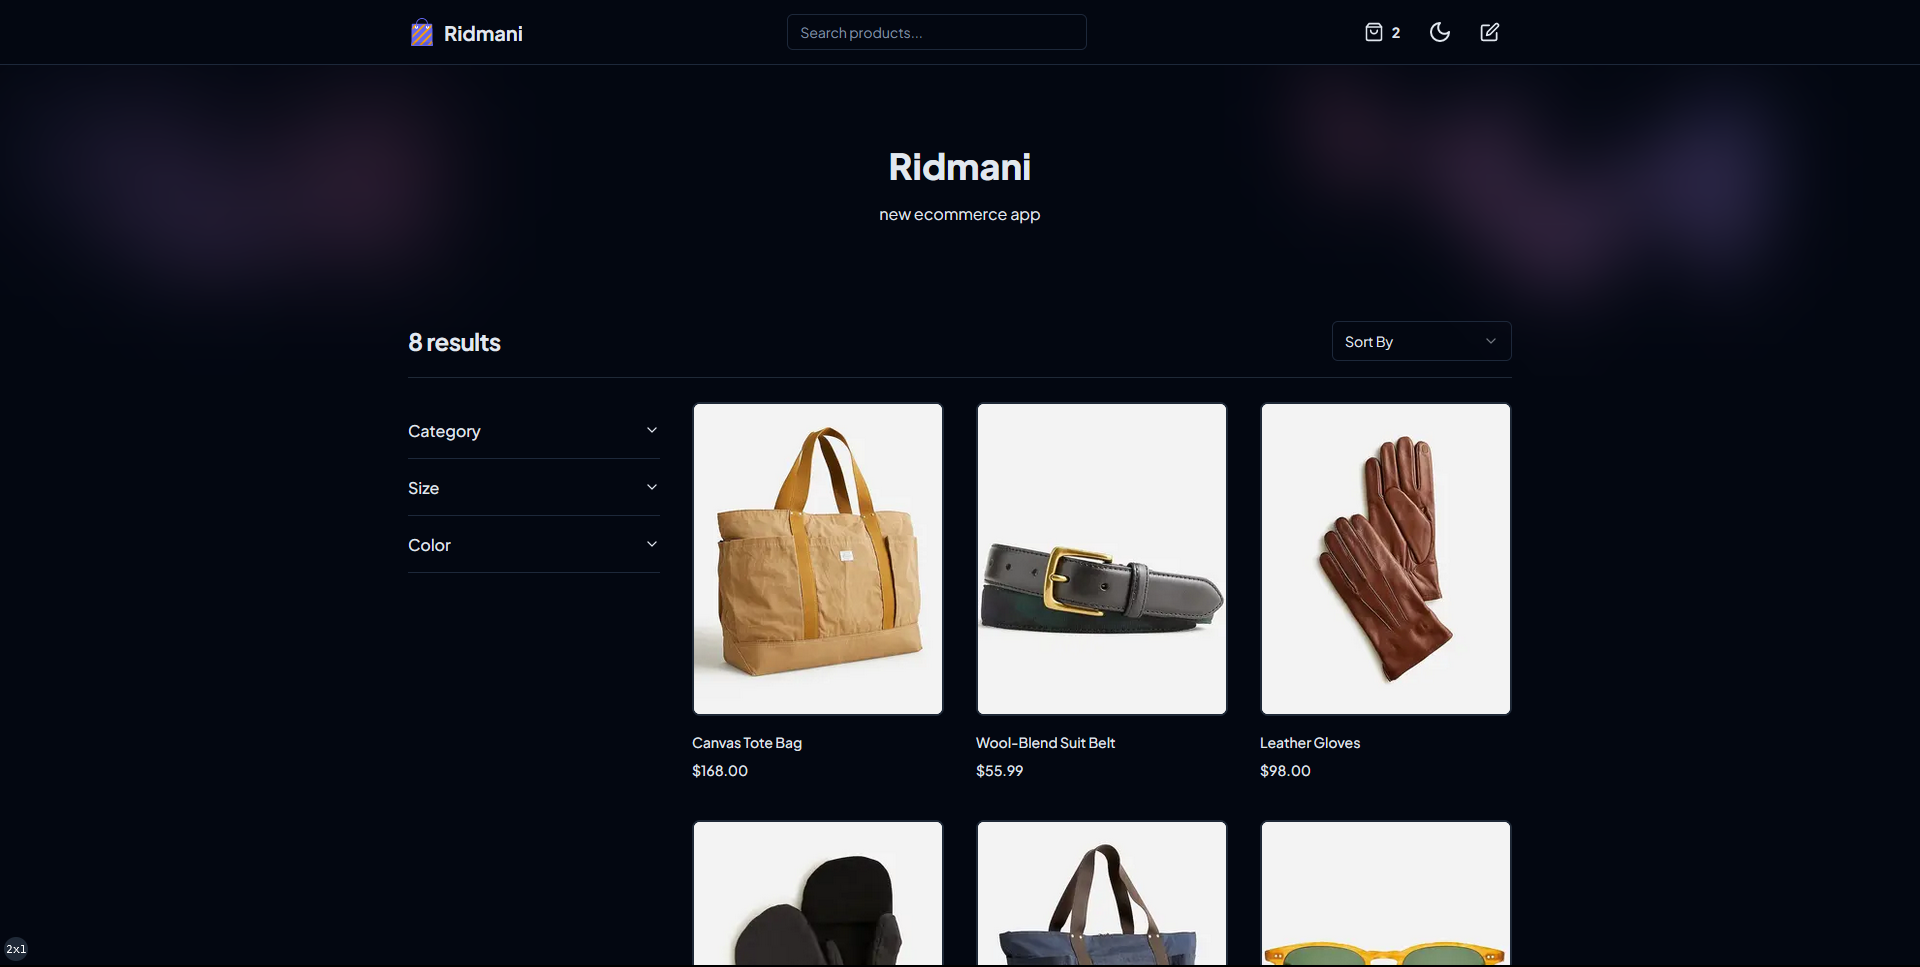 Ridmani
Search products...
2
Ridmani
new ecommerce app
8 results
Sort By
Category
Size
Color
Canvas Tote Bag
$168.00
Wool-Blend Suit Belt
$55.99
Leather Gloves
$98.00
2x1